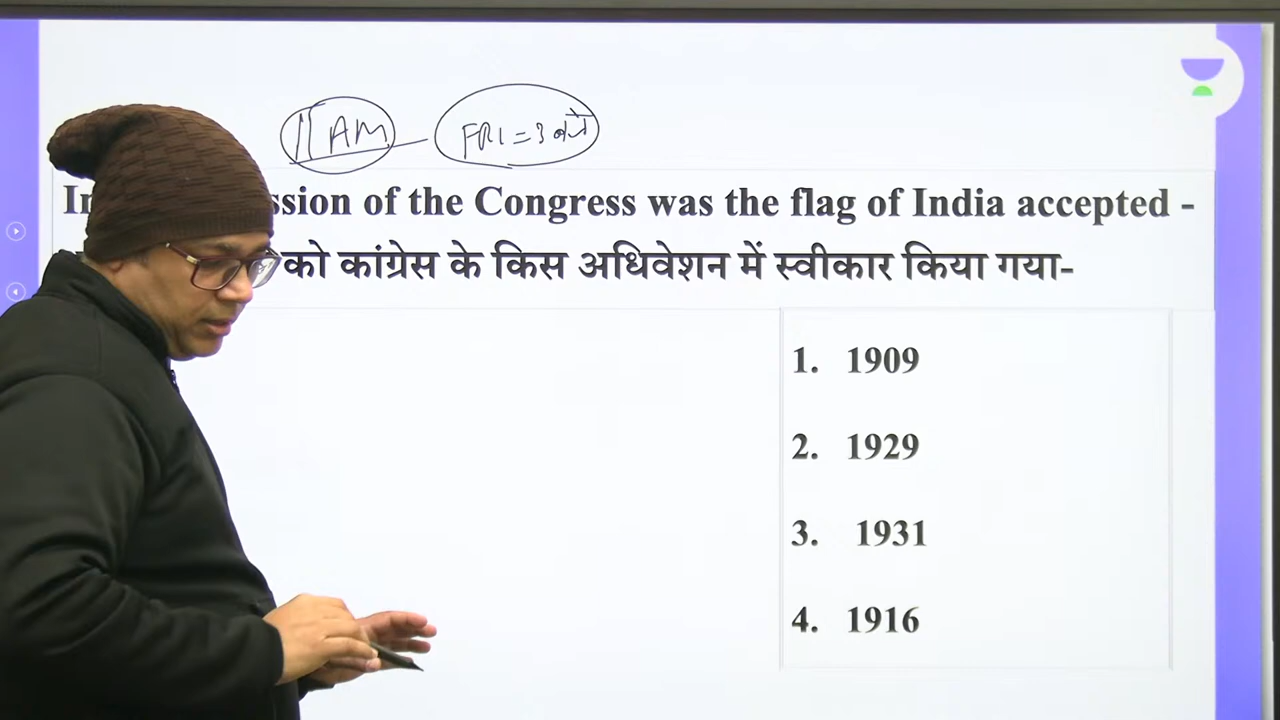 11 AM - FRI = 3 बजे
ssion of the Congress was the flag of India accepted -
को कांग्रेस के किस अधिवेशन में स्वीकार किया गया-
1. 1909
2. 1929
3. 1931
4. 1916